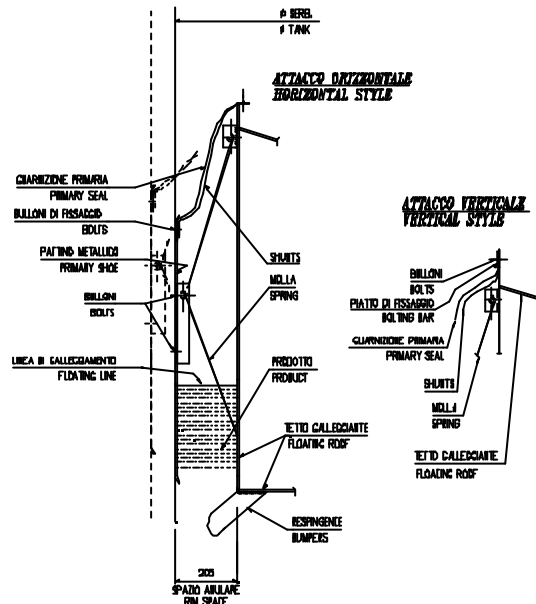 Ø SERB.
Ø TANK
ATTACCO ORIZZONTALE
HORIZONTAL STYLE
GUARNIZIONE PRIMARIA
PRIMARY SEAL
BULLONI DI FISSAGGIO
BOLTS
PATTINO METALLICO
PRIMARY SHOE
BULLONI
BOLTS
LINEA DI GALLEGGIAMENTO
FLOATING LINE
SHUNTS
MOLLA
SPRING
PRODOTTO
PRODUCT
TETTO GALLEGGIANTE
FLOATING ROOF
RESPINGENTE
BUMPERS
205
SPAZIO ANULARE
RIM SPACE
ATTACCO VERTICALE
VERTICAL STYLE
BULLONI
BOLTS
PIATTO DI FISSAGGIO
BOLTING BAR
GUARNIZIONE PRIMARIA
PRIMARY SEAL
SHUNTS
MOLLA
SPRING
TETTO GALLEGGIANTE
FLOATING ROOF